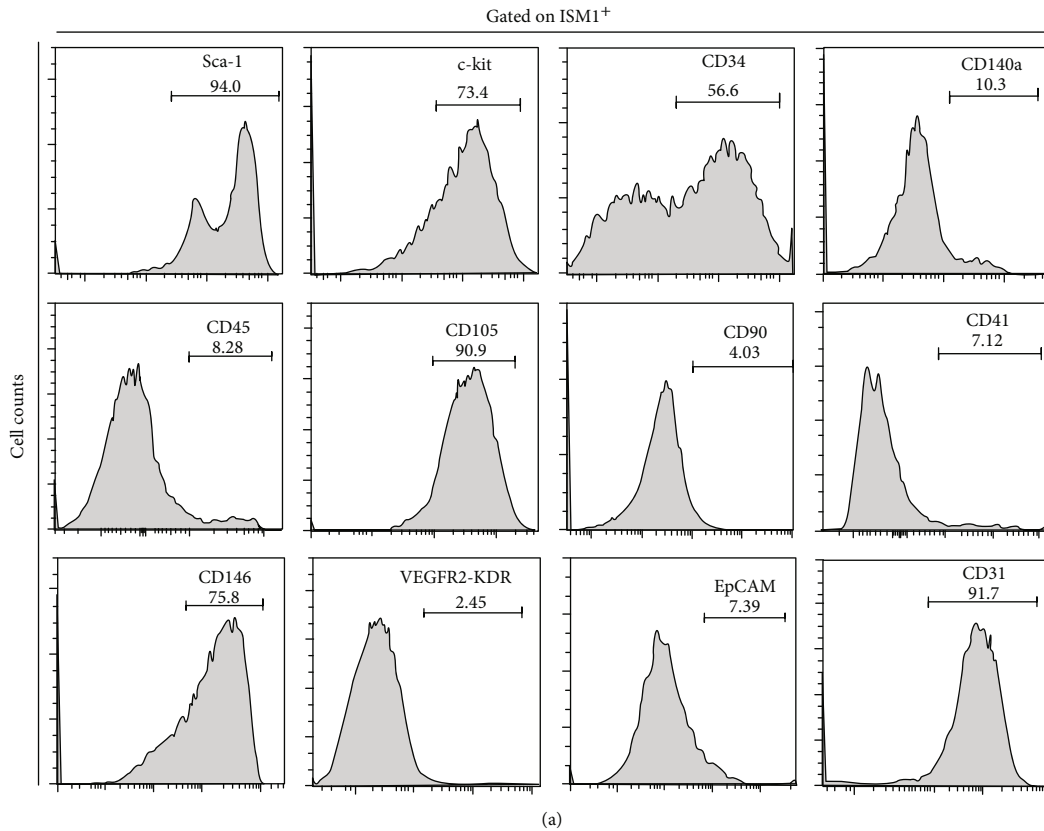 Gated on ISM1+
Sca-1
94.0
c-kit
73.4
CD34
56.6
CD140a
10.3
CD45
8.28
CD105
90.9
CD90
4.03
CD41
7.12
CD146
75.8
VEGFR2-KDR
2.45
EpCAM
7.39
CD31
91.7
Cell counts
(a)